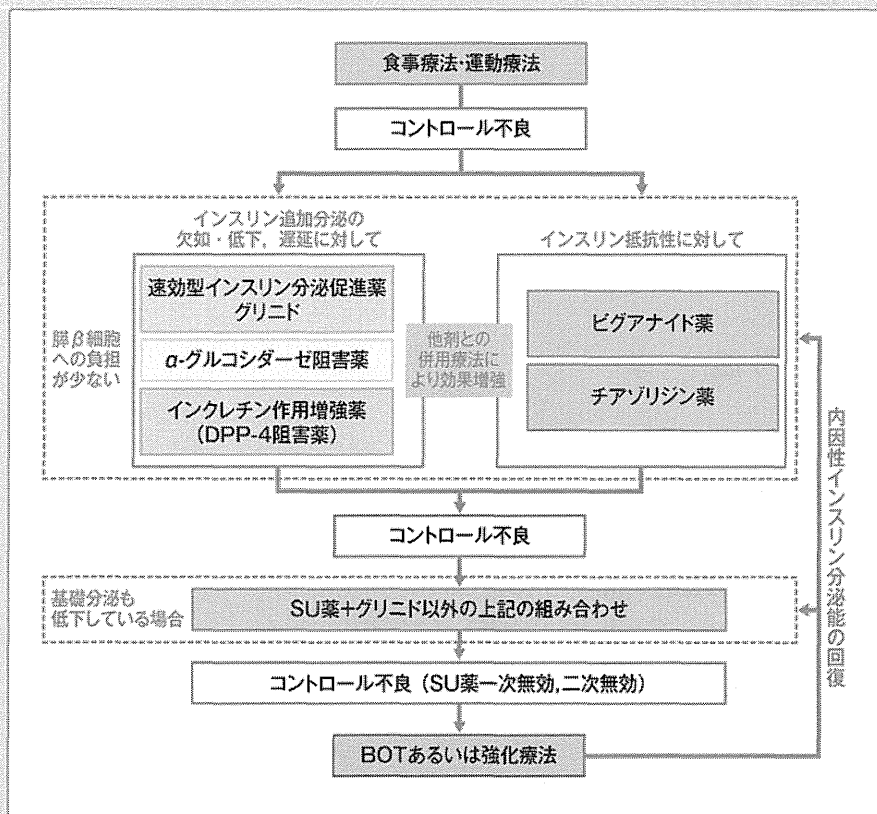 食事療法・運動療法
コントロール不良
インスリン追加分泌の
欠如・低下，遅延に対して
インスリン抵抗性に対して
膵β細胞
への負担
が少ない
速効型インスリン分泌促進薬
グリニド
α-グルコシダーゼ阻害薬
インクレチン作用増強薬
（DPP-4阻害薬）
他剤との
併用療法に
より効果増強
ビグアナイド薬
チアゾリジン薬
コントロール不良
基礎分泌も
低下している場合
SU薬+グリニド以外の上記の組み合わせ
コントロール不良（SU薬一次無効,二次無効）
BOTあるいは強化療法
内因性インスリン分泌能の回復